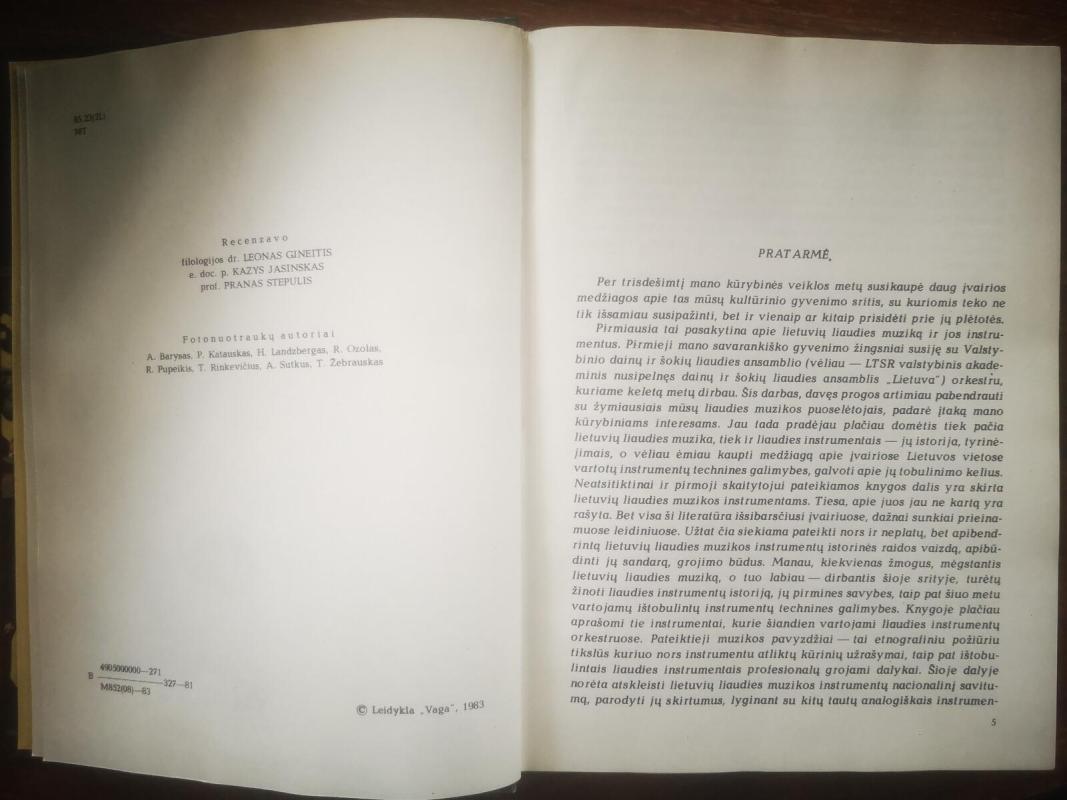 85.23(2L)
Recenzavo
filologijos dr. LEONAS GINEITIS
e. doc. p. KAZYS JASINSKAS
prof. PRANAS STEPULIS
Fotonuotraukų autoriai
A. Barysas, P. Katauskas, H. Landzbergas, R. Ozolas,
R. Pupeikis, T. Rinkevičius, A. Sutkus, T. Žebrauskas
B 4905000000—271
M852(08)—83 327—81
© Leidykla „Vaga", 1983
PRATARMĖ
Per trisdešimtį mano kūrybinės veiklos metų susikaupė daug įvairios
medžiagos apie tas mūsų kultūrinio gyvenimo sritis, su kuriomis teko ne
tik išsamiau susipažinti, bet ir vienaip ar kitaip prisidėti prie jų plėtotės.
Pirmiausia tai pasakytina apie lietuvių liaudies muziką ir jos instru-
mentus. Pirmieji mano savarankiško gyvenimo žingsniai susiję su Valsty-
binio dainų ir šokių liaudies ansamblio (vėliau — LTSR valstybinis akade-
minis nusipelnęs dainų ir šokių liaudies ansamblis „Lietuva") orkestru,
kuriame keletą metų dirbau. Šis darbas, davęs progos artimiau pabendrauti
su žymiausiais mūsų liaudies muzikos puoselėtojais, padarė įtaką mano
kūrybiniams interesams. Jau tada pradėjau plačiau domėtis tiek pačia
lietuvių liaudies muzika, tiek ir liaudies instrumentais — jų istorija, tyrinė-
jimais, o vėliau ėmiau kaupti medžiagą apie įvairiose Lietuvos vietose
vartotų instrumentų technines galimybes, galvoti apie jų tobulinimo kelius.
Neatsitiktinai ir pirmoji skaitytojui pateikiamos knygos dalis yra skirta
lietuvių liaudies muzikos instrumentams. Tiesa, apie juos jau ne kartą yra
rašyta. Bet visa ši literatūra išsibarsčiusi įvairiuose, dažnai sunkiai prieina-
muose leidiniuose. Užtat čia siekiama pateikti nors ir neplatų, bet apibend-
rintą lietuvių liaudies muzikos instrumentų istorinės raidos vaizdą, apibū-
dinti jų sandarą, grojimo būdus. Manau, kiekvienas žmogus, mėgstantis
lietuvių liaudies muziką, o tuo labiau — dirbantis šioje srityje, turėtų
žinoti liaudies instrumentų istoriją, jų pirmines savybes, taip pat šiuo metu
vartojamų ištobulintų instrumentų technines galimybes. Knygoje plačiau
aprašomi tie instrumentai, kurie šiandien vartojami liaudies instrumentų
orkestruose. Pateiktieji muzikos pavyzdžiai — tai etnografiniu požiūriu
tikslūs kuriuo nors instrumentu atliktų kūrinių užrašymai, taip pat ištobu-
lintais liaudies instrumentais profesionalų grojami dalykai. Šioje dalyje
norėta atskleisti lietuvių liaudies muzikos instrumentų nacionalinį savitu-
mą, parodyti jų skirtumus, lyginant su kitų tautų analogiškais instrumen-
5